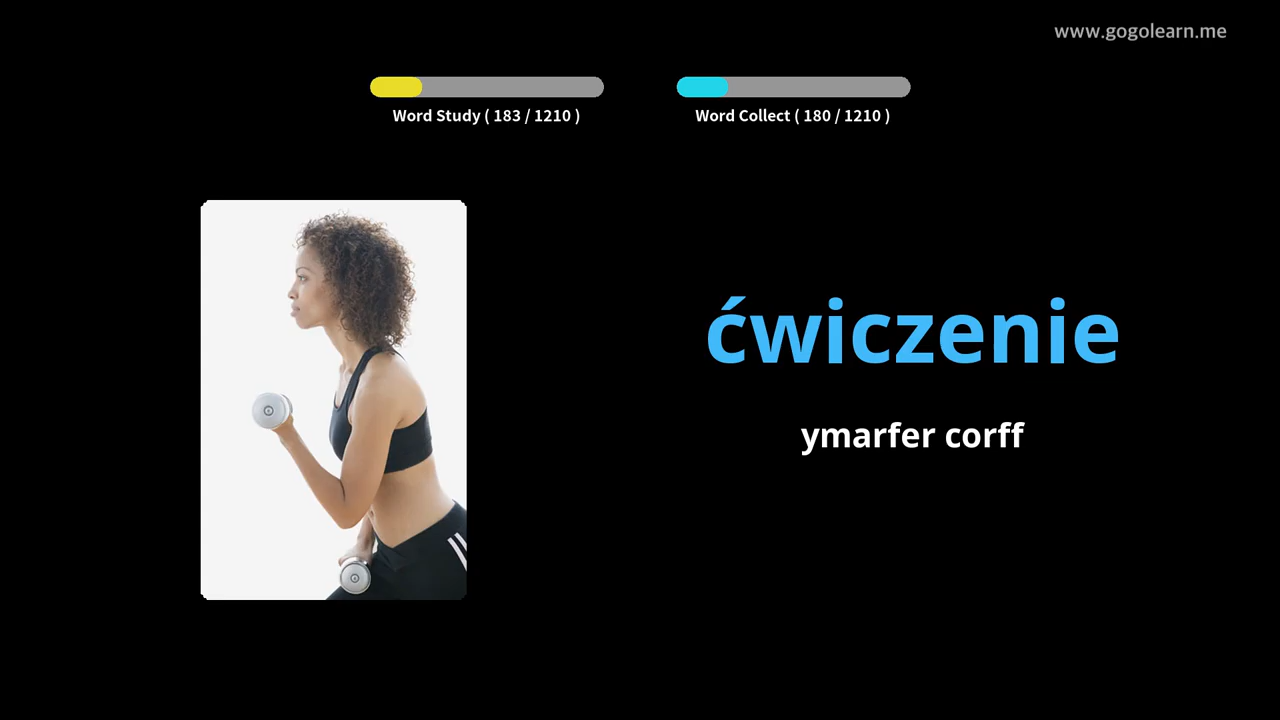 www.gogolearn.me
Word Study ( 183 / 1210 )
Word Collect ( 180 / 1210 )
ćwiczenie
ymarfer corff